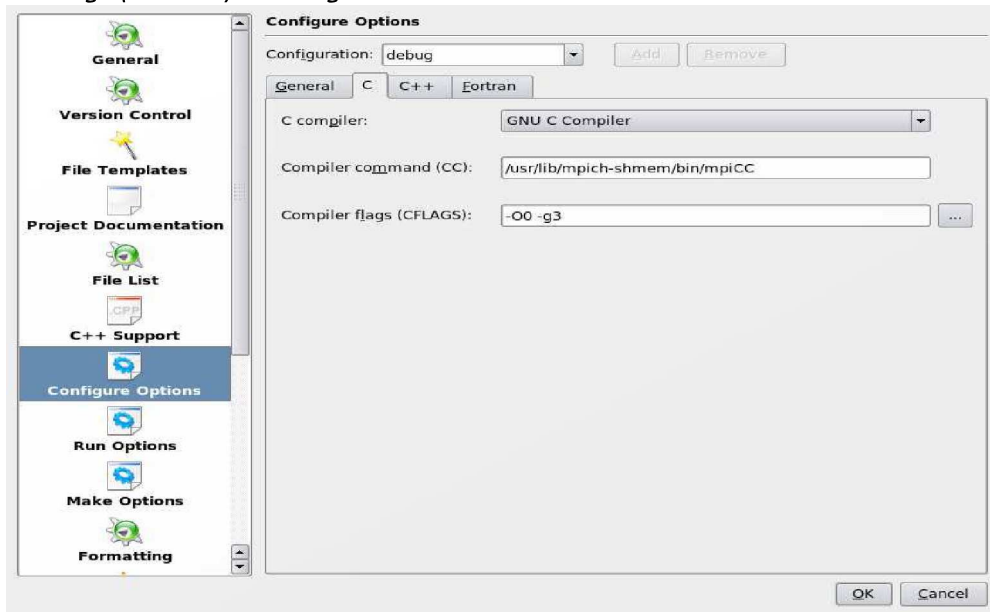 General
Version Control
File Templates
Project Documentation
File List
.CPP
C++ Support
Configure Options
Run Options
Make Options
Formatting
Configure Options
Configuration: debug Add Remove
General C C++ Fortran
C compiler: GNU C Compiler
Compiler command (CC): /usr/lib/mpich-shmem/bin/mpiCC
Compiler flags (CFLAGS): -O0 -g3 ...
OK Cancel